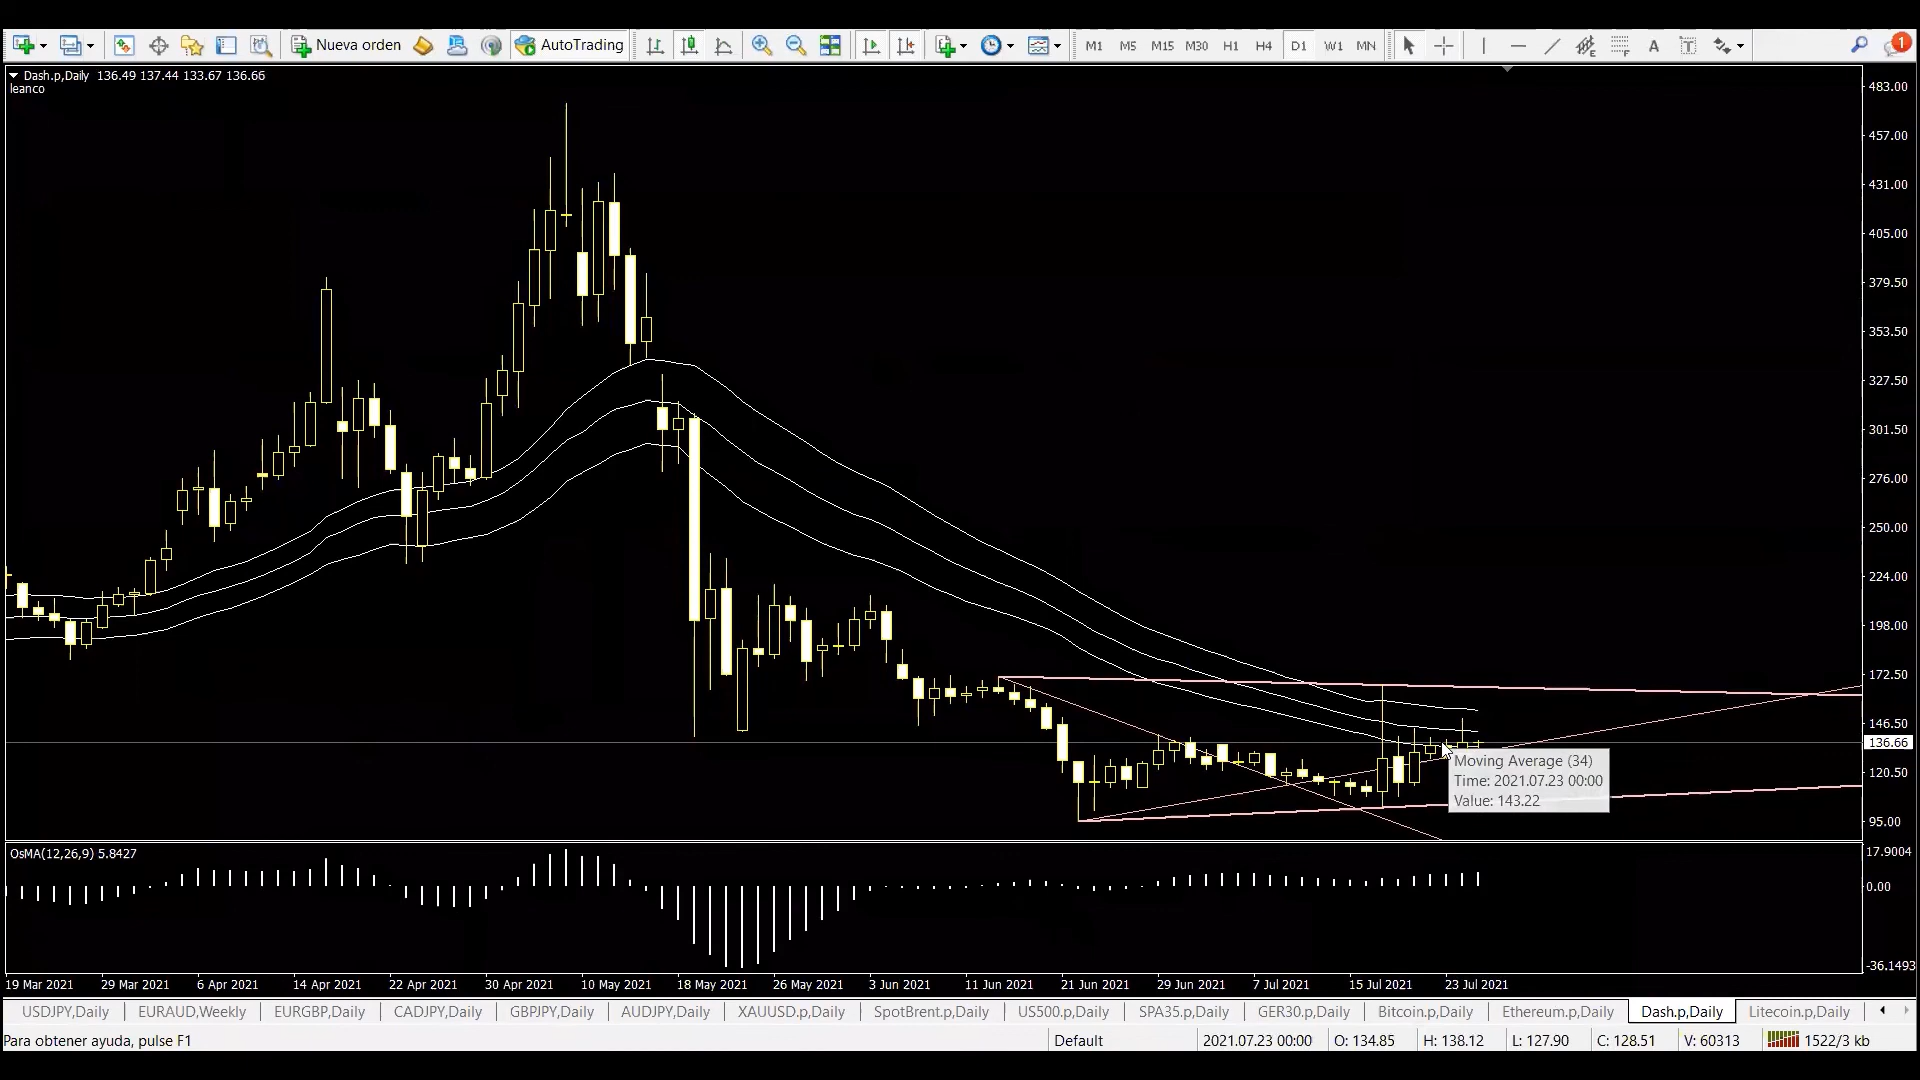 Nueva orden AutoTrading M1 M5 M15 M30 H1 H4 D1 W1 MN A T 1
Dash.p,Daily 136.49 137.44 133.67 136.66
leanco
483.00
457.00
431.00
405.00
379.50
353.50
327.50
301.50
276.00
250.00
224.00
198.00
172.50
146.50
136.66
120.50
95.00
Moving Average (34)
Time: 2021.07.23 00:00
Value: 143.22
OsMA(12,26,9) 5.8427
17.9004
0.00
-36.1493
19 Mar 2021 29 Mar 2021 6 Apr 2021 14 Apr 2021 22 Apr 2021 30 Apr 2021 10 May 2021 18 May 2021 26 May 2021 3 Jun 2021 11 Jun 2021 21 Jun 2021 29 Jun 2021 7 Jul 2021 15 Jul 2021 23 Jul 2021
USDJPY,Daily EURAUD,Weekly EURGBP,Daily CADJPY,Daily GBPJPY,Daily AUDJPY,Daily XAUUSD.p,Daily SpotBrent.p,Daily US500.p,Daily SPA35.p,Daily GER30.p,Daily Bitcoin.p,Daily Ethereum.p,Daily Dash.p,Daily Litecoin.p,Daily
Para obtener ayuda, pulse F1 Default 2021.07.23 00:00 O: 134.85 H: 138.12 L: 127.90 C: 128.51 V: 60313 1522/3 kb